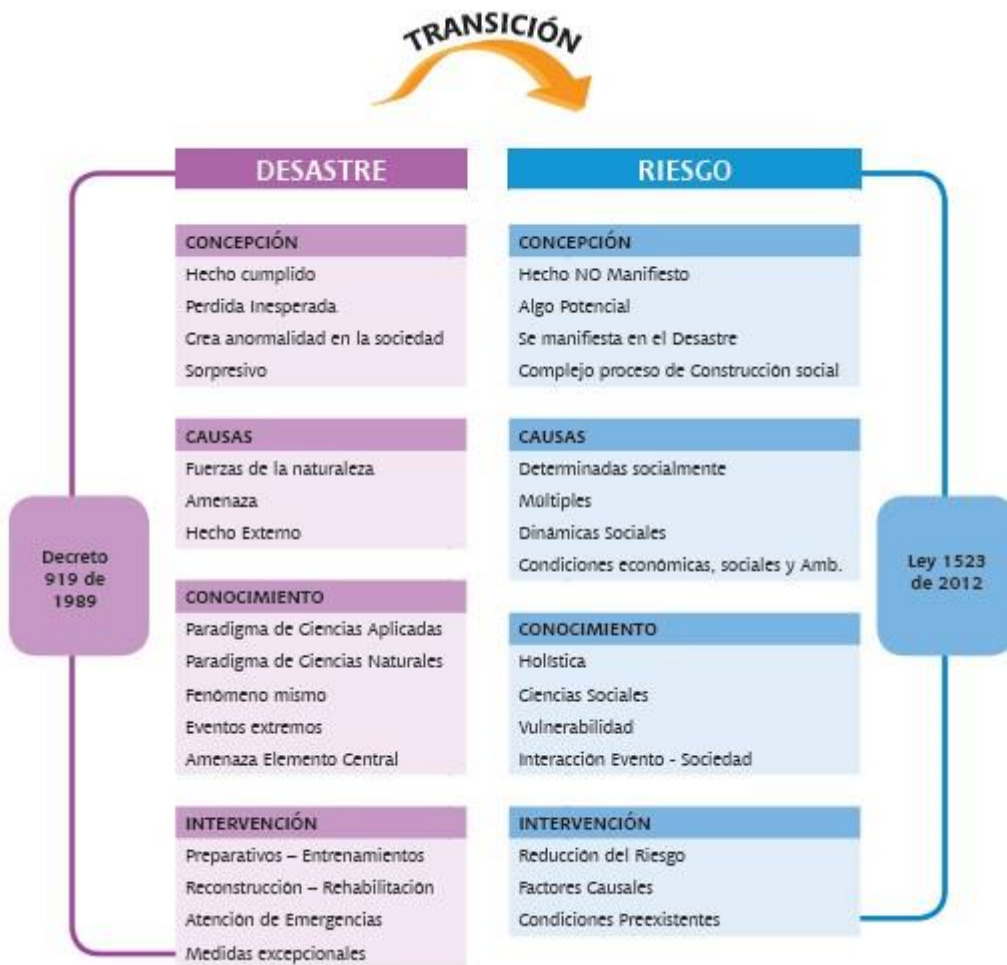 TRANSICIÓN
DESASTRE
CONCEPCIÓN
Hecho cumplido
Perdida Inesperada
Crea anormalidad en la sociedad
Sorpresivo
CAUSAS
Fuerzas de la naturaleza
Amenaza
Hecho Externo
CONOCIMIENTO
Paradigma de Ciencias Aplicadas
Paradigma de Ciencias Naturales
Fenómeno mismo
Eventos extremos
Amenaza Elemento Central
INTERVENCIÓN
Preparativos – Entrenamientos
Reconstrucción – Rehabilitación
Atención de Emergencias
Medidas excepcionales
Decreto
919 de
1989
RIESGO
CONCEPCIÓN
Hecho NO Manifiesto
Algo Potencial
Se manifiesta en el Desastre
Complejo proceso de Construcción social
CAUSAS
Determinadas socialmente
Múltiples
Dinámicas Sociales
Condiciones económicas, sociales y Amb.
CONOCIMIENTO
Holística
Ciencias Sociales
Vulnerabilidad
Interacción Evento - Sociedad
INTERVENCIÓN
Reducción del Riesgo
Factores Causales
Condiciones Preexistentes
Ley 1523
de 2012